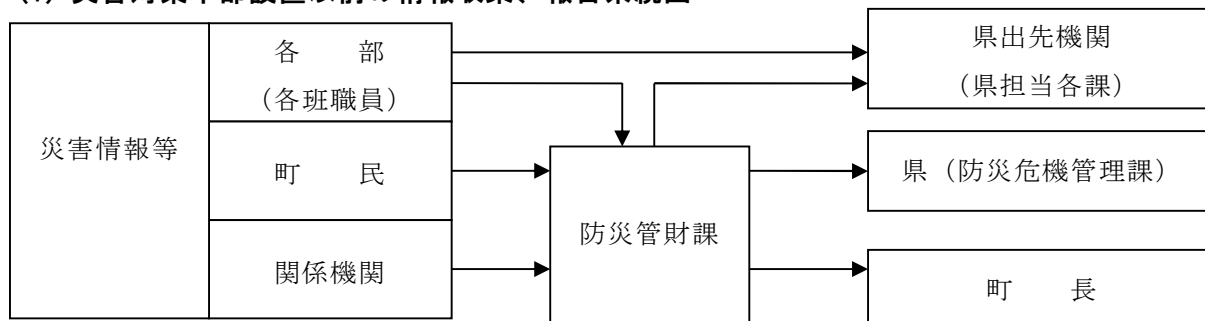 災害情報等
各　　部
（各班職員）
町　　民
関係機関
防災管財課
県出先機関
（県担当各課）
県（防災危機管理課）
町　　長